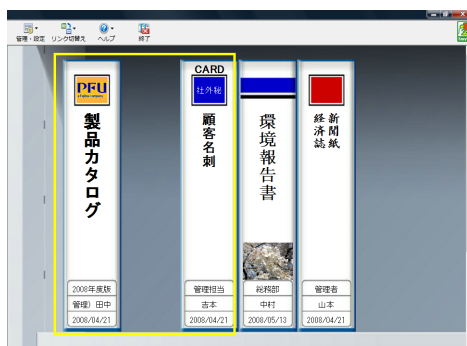 管理・設定 リンク切替え ヘルプ 終了
PFU
a Fujitsu company
製品カタログ
2008年度版
管理）田中
2008/04/21
CARD
社外秘
顧客名刺
管理担当
吉本
2008/04/21
環境報告書
総務部
中村
2008/05/13
新聞紙
経済誌
管理者
山本
2008/04/21